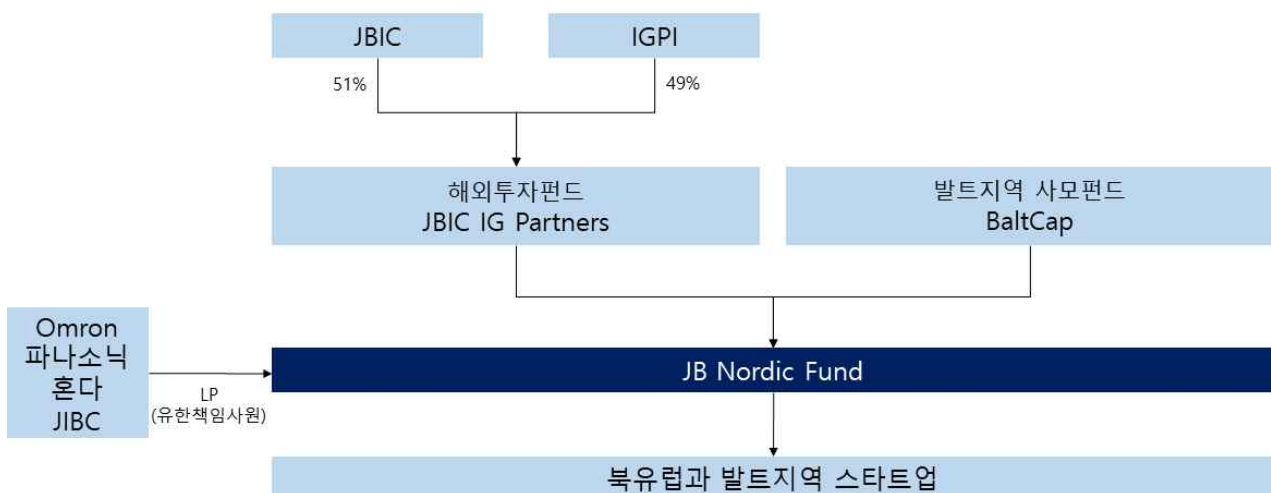 JBIC
IGPI
51%
49%
해외투자펀드
JBIC IG Partners
발트지역 사모펀드
BaltCap
Omron
파나소닉
혼다
JIBC
LP
(유한책임사원)
JB Nordic Fund
북유럽과 발트지역 스타트업